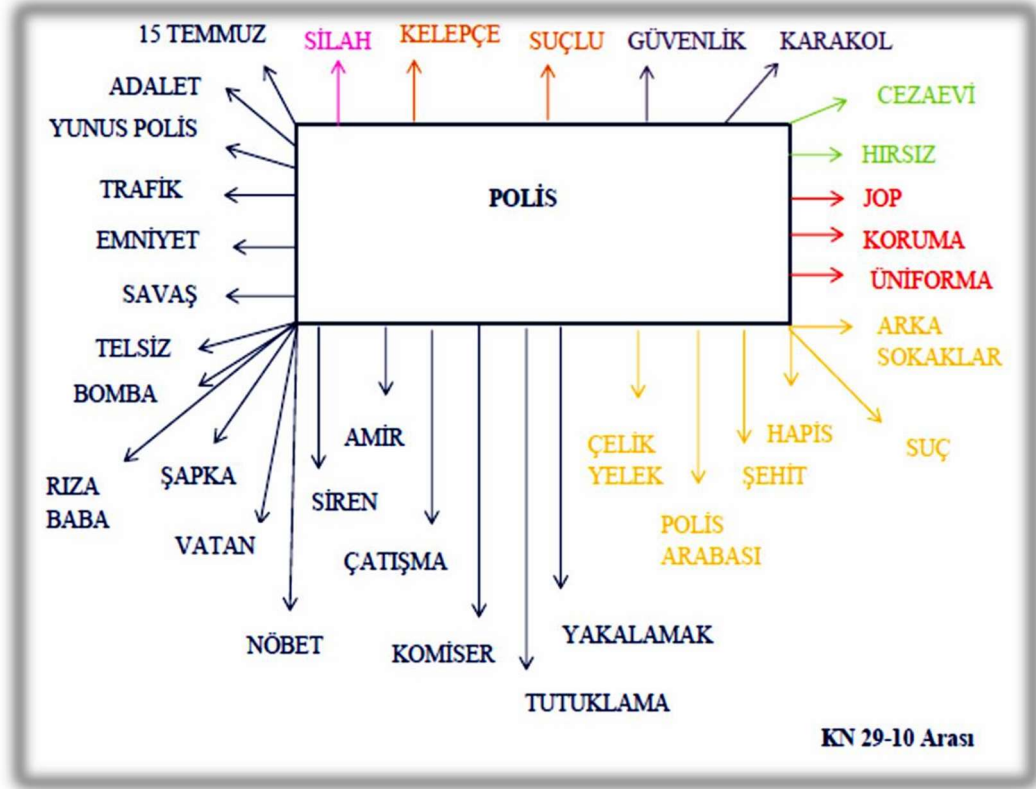 15 TEMMUZ
SİLAH
KELEPÇE
SUÇLU
GÜVENLİK
KARAKOL
ADALET
CEZAEVİ
YUNUS POLİS
HIRSIZ
TRAFİK
POLİS
JOP
EMNİYET
KORUMA
ÜNİFORMA
SAVAŞ
TELSİZ
ARKA
SOKAKLAR
BOMBA
AMİR
ÇELİK
YELEK
HAPİS
SUÇ
RIZA
BABA
ŞAPKA
SİREN
ŞEHİT
VATAN
ÇATIŞMA
POLİS
ARABASI
NÖBET
KOMİSER
YAKALAMAK
TUTUKLAMA
KN 29-10 Arası